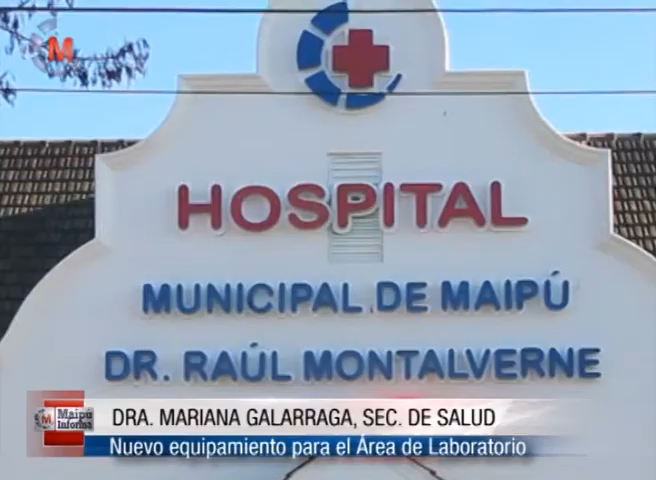 M
HOSPITAL
MUNICIPAL DE MAIPÚ
DR. RAÚL MONTALVERNE
M
Maipú
Informa
DRA. MARIANA GALARRAGA, SEC. DE SALUD
Nuevo equipamiento para el Área de Laboratorio